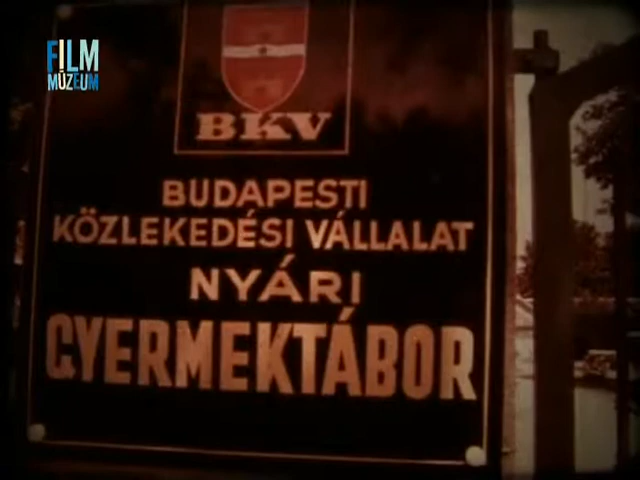 FILM
MÚZEUM
BKV
BUDAPESTI
KÖZLEKEDÉSI VÁLLALAT
NYÁRI
GYERMEKTÁBOR